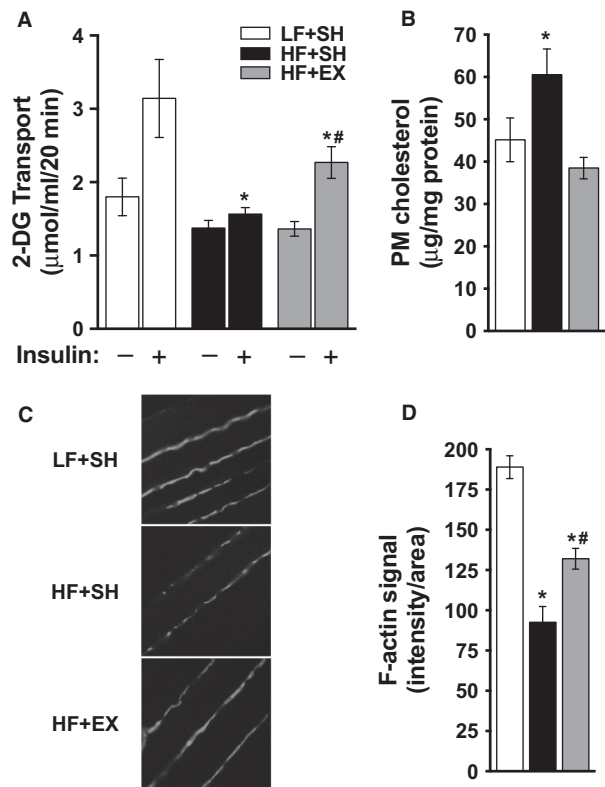 A
LF+SH
HF+SH
HF+EX
2-DG Transport
(μmol/ml/20 min)
4
3
2
1
0
*
*#
Insulin: − + − + − +
B
PM cholesterol
(μg/mg protein)
70
60
50
40
30
20
10
0
*
C
LF+SH
HF+SH
HF+EX
D
F-actin signal
(intensity/area)
200
175
150
125
100
75
50
25
0
*
*#